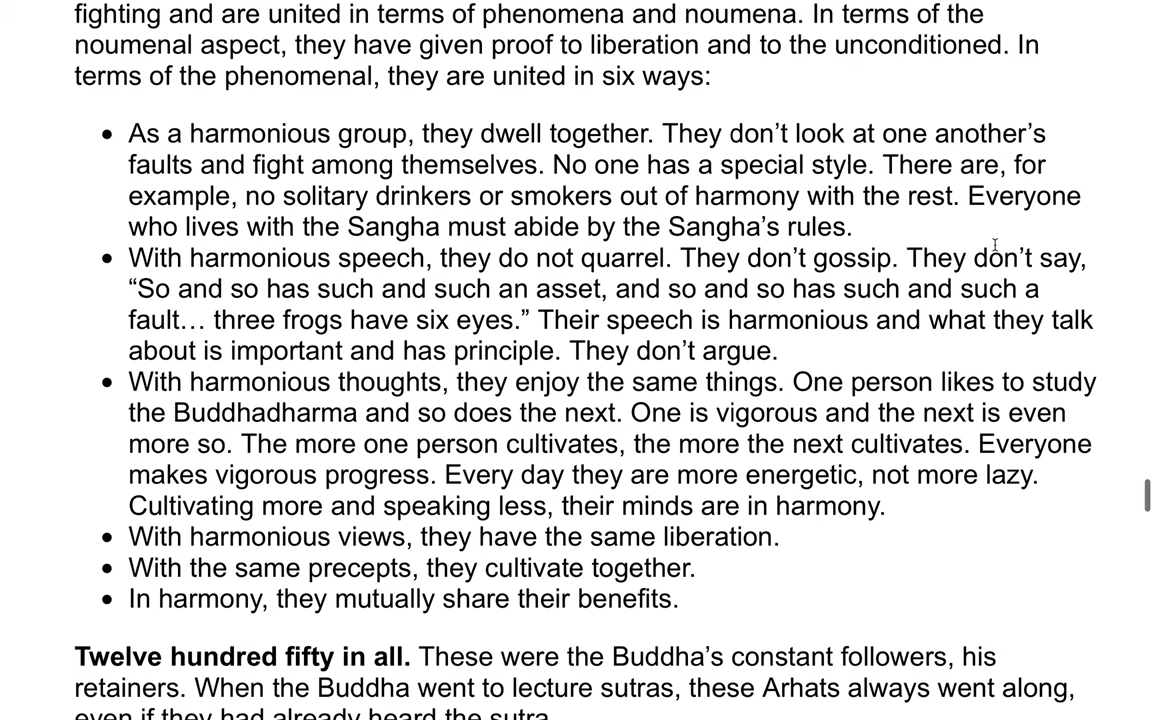 fighting and are united in terms of phenomena and noumena. In terms of the
noumenal aspect, they have given proof to liberation and to the unconditioned. In
terms of the phenomenal, they are united in six ways:
• As a harmonious group, they dwell together. They don’t look at one another’s
faults and fight among themselves. No one has a special style. There are, for
example, no solitary drinkers or smokers out of harmony with the rest. Everyone
who lives with the Sangha must abide by the Sangha’s rules.
• With harmonious speech, they do not quarrel. They don’t gossip. They don’t say,
“So and so has such and such an asset, and so and so has such and such a
fault… three frogs have six eyes.” Their speech is harmonious and what they talk
about is important and has principle. They don’t argue.
• With harmonious thoughts, they enjoy the same things. One person likes to study
the Buddhadharma and so does the next. One is vigorous and the next is even
more so. The more one person cultivates, the more the next cultivates. Everyone
makes vigorous progress. Every day they are more energetic, not more lazy.
Cultivating more and speaking less, their minds are in harmony.
• With harmonious views, they have the same liberation.
• With the same precepts, they cultivate together.
• In harmony, they mutually share their benefits.
Twelve hundred fifty in all. These were the Buddha’s constant followers, his
retainers. When the Buddha went to lecture sutras, these Arhats always went along,
even if they had already heard the sutra.